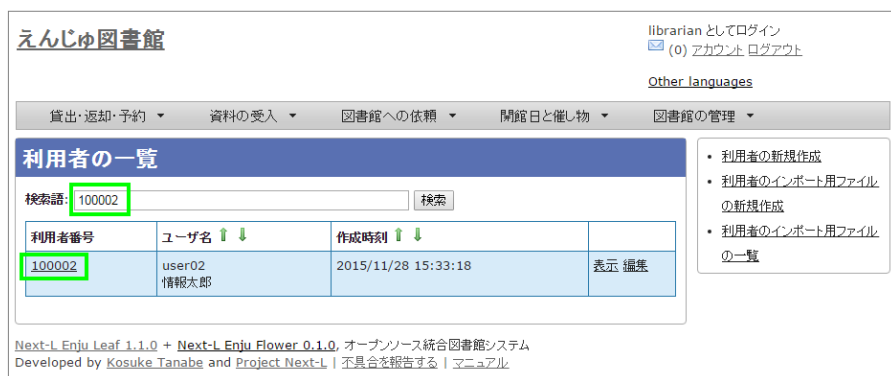 えんじゅ図書館
librarian としてログイン
(0) アカウント ログアウト
Other languages
貸出・返却・予約 ▼ 資料の受入 ▼ 図書館への依頼 ▼ 開館日と催し物 ▼ 図書館の管理 ▼
利用者の一覧
検索語: 100002 検索
利用者番号 ユーザ名 ⬆ ⬇ 作成時刻 ⬆ ⬇
100002 user02 2015/11/28 15:33:18 表示 編集
情報太郎
• 利用者の新規作成
• 利用者のインポート用ファイル
の新規作成
• 利用者のインポート用ファイル
の一覧
Next-L Enju Leaf 1.1.0 + Next-L Enju Flower 0.1.0, オープンソース統合図書館システム
Developed by Kosuke Tanabe and Project Next-L | 不具合を報告する | マニュアル